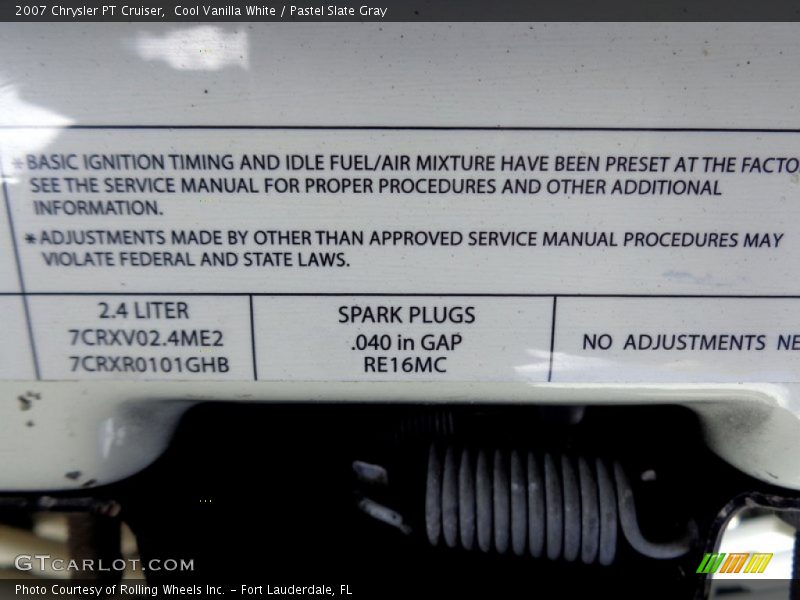 2007 Chrysler PT Cruiser,  Cool Vanilla White / Pastel Slate Gray
* BASIC IGNITION TIMING AND IDLE FUEL/AIR MIXTURE HAVE BEEN PRESET AT THE FACTO
SEE THE SERVICE MANUAL FOR PROPER PROCEDURES AND OTHER ADDITIONAL
INFORMATION.
* ADJUSTMENTS MADE BY OTHER THAN APPROVED SERVICE MANUAL PROCEDURES MAY
VIOLATE FEDERAL AND STATE LAWS.
2.4 LITER
7CRXV02.4ME2
7CRXR0101GHB
SPARK PLUGS
.040 in GAP
RE16MC
NO ADJUSTMENTS NE
GTCARLOT.COM
Photo Courtesy of Rolling Wheels Inc. – Fort Lauderdale, FL